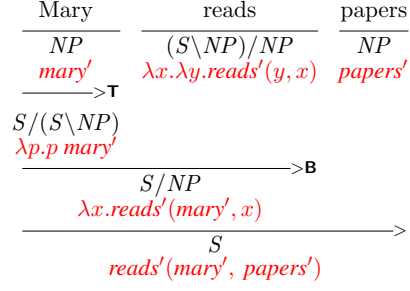 Mary reads papers
NP (S\NP)/NP NP
mary′ λx.λy.reads′(y, x) papers′
>T
S/(S\NP)
λp.p mary′
>B
S/NP
λx.reads′(mary′, x)
>
S
reads′(mary′, papers′)